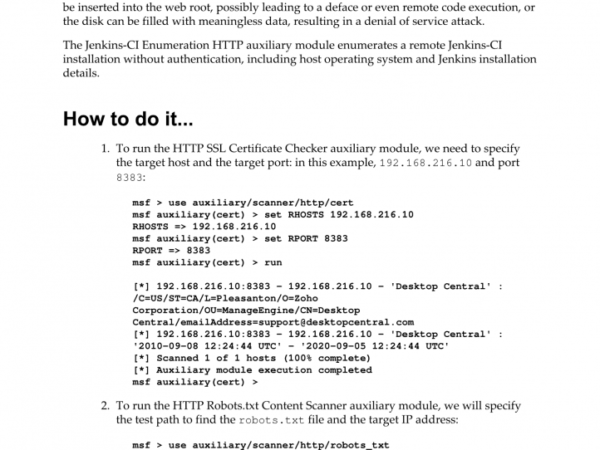 be inserted into the web root, possibly leading to a deface or even remote code execution, or
the disk can be filled with meaningless data, resulting in a denial of service attack.
The Jenkins-CI Enumeration HTTP auxiliary module enumerates a remote Jenkins-CI
installation without authentication, including host operating system and Jenkins installation
details.
How to do it...
1. To run the HTTP SSL Certificate Checker auxiliary module, we need to specify
the target host and the target port: in this example, 192.168.216.10 and port
8383:
msf > use auxiliary/scanner/http/cert
msf auxiliary(cert) > set RHOSTS 192.168.216.10
RHOSTS => 192.168.216.10
msf auxiliary(cert) > set RPORT 8383
RPORT => 8383
msf auxiliary(cert) > run
[*] 192.168.216.10:8383 - 192.168.216.10 - 'Desktop Central' :
/C=US/ST=CA/L=Pleasanton/O=Zoho
Corporation/OU=ManageEngine/CN=Desktop
Central/emailAddress=support@desktopcentral.com
[*] 192.168.216.10:8383 - 192.168.216.10 - 'Desktop Central' :
'2010-09-08 12:24:44 UTC' - '2020-09-05 12:24:44 UTC'
[*] Scanned 1 of 1 hosts (100% complete)
[*] Auxiliary module execution completed
msf auxiliary(cert) >
2. To run the HTTP Robots.txt Content Scanner auxiliary module, we will specify
the test path to find the robots.txt file and the target IP address:
msf > use auxiliary/scanner/http/robots_txt